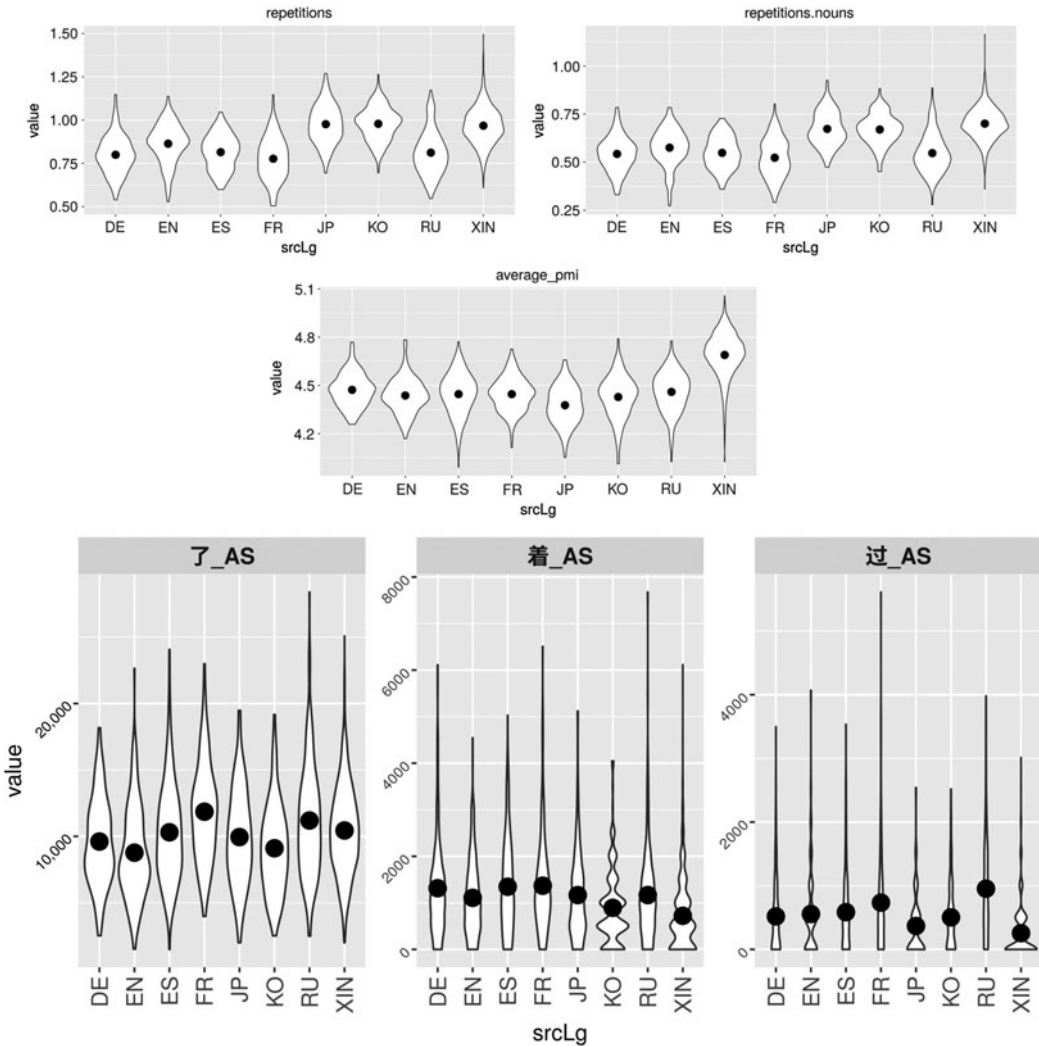 repetitions
value
1.50
1.25
1.00
0.75
0.50
DE EN ES FR JP KO RU XIN
srcLg
repetitions.nouns
value
1.00
0.75
0.50
0.25
DE EN ES FR JP KO RU XIN
srcLg
average_pmi
value
5.1
4.8
4.5
4.2
DE EN ES FR JP KO RU XIN
srcLg
了_AS
着_AS
过_AS
value
20,000
10,000
8000
6000
4000
2000
0
4000
2000
0
DE EN ES FR JP KO RU XIN
DE EN ES FR JP KO RU XIN
DE EN ES FR JP KO RU XIN
srcLg